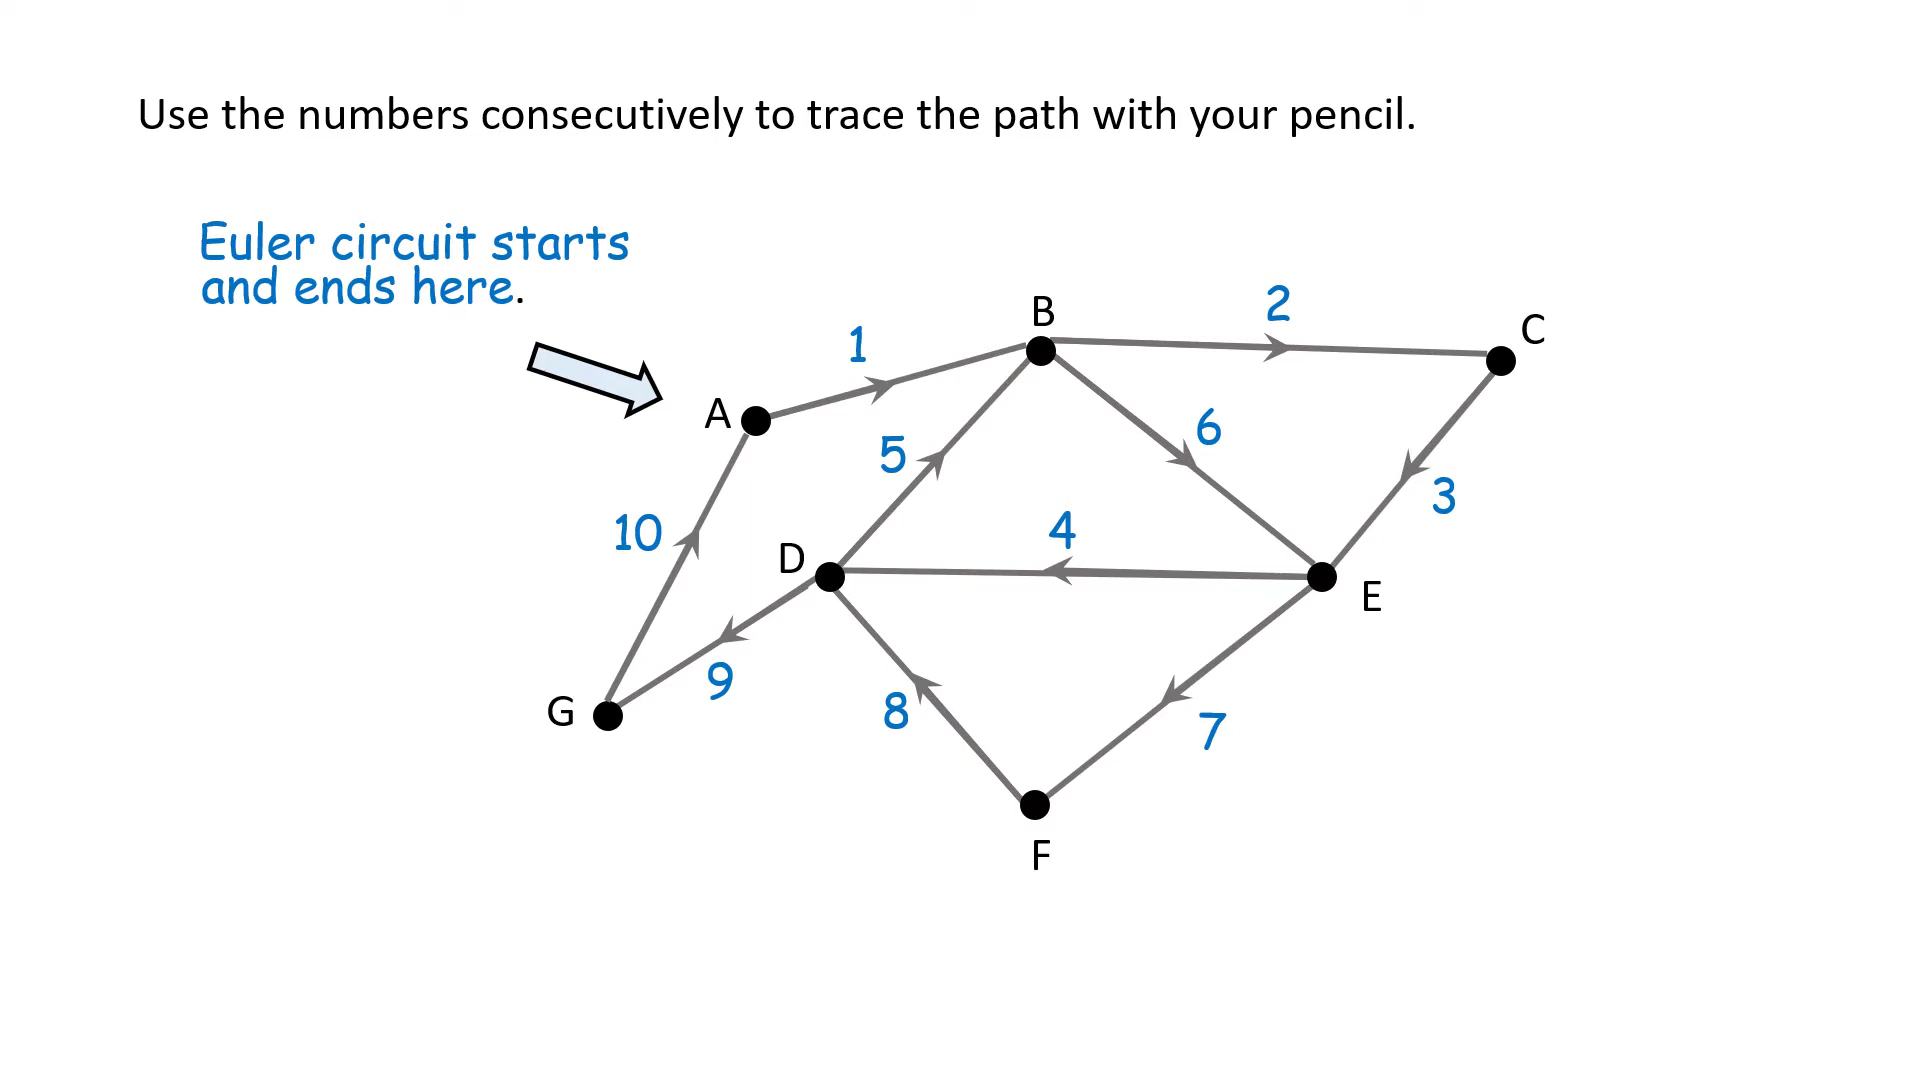 Use the numbers consecutively to trace the path with your pencil.
Euler circuit starts
and ends here.
B
2
C
1
A
6
5
3
4
10
D
E
9
G
8
7
F